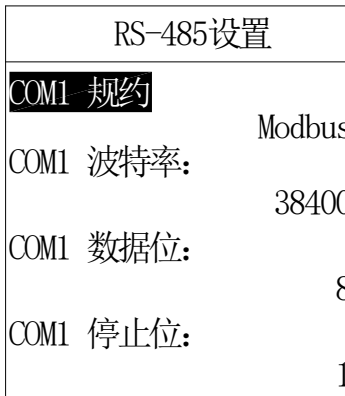 RS-485设置
COM1 规约
Modbus
COM1 波特率：
38400
COM1 数据位：
8
COM1 停止位：
1